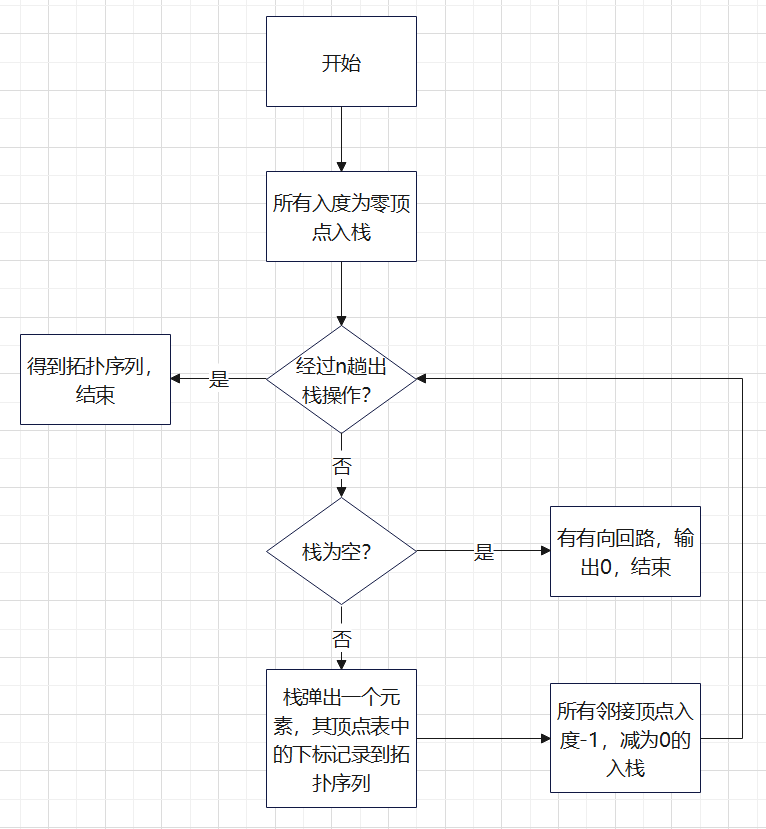 开始
所有入度为零顶
点入栈
得到拓扑序列，
结束
是
经过n趟出
栈操作？
否
栈为空？
是
有有向回路，输
出0，结束
否
栈弹出一个元
素，其顶点表中
的下标记录到拓
扑序列
所有邻接顶点入
度-1，减为0的
入栈